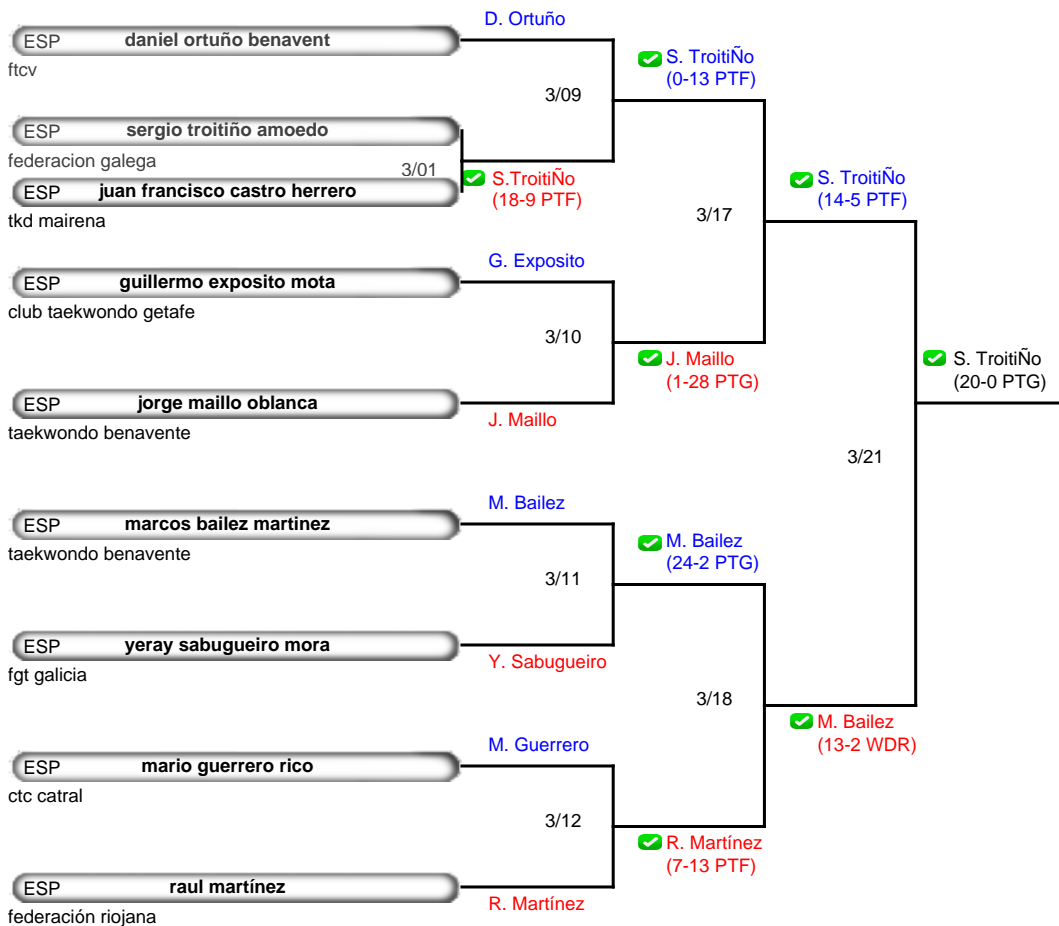 D. Ortuño
ESP daniel ortuño benavent
ftcv
S. TroitiÑo
(0-13 PTF)
3/09
ESP sergio troitiño amoedo
federacion galega
3/01
S.TroitiÑo
(18-9 PTF)
ESP juan francisco castro herrero
tkd mairena
S. TroitiÑo
(14-5 PTF)
3/17
G. Exposito
ESP guillermo exposito mota
club taekwondo getafe
3/10
J. Maillo
(1-28 PTG)
S. TroitiÑo
(20-0 PTG)
ESP jorge maillo oblanca
J. Maillo
taekwondo benavente
3/21
M. Bailez
ESP marcos bailez martinez
taekwondo benavente
M. Bailez
(24-2 PTG)
3/11
ESP yeray sabugueiro mora
Y. Sabugueiro
fgt galicia
3/18
M. Bailez
(13-2 WDR)
M. Guerrero
ESP mario guerrero rico
ctc catral
3/12
R. Martínez
(7-13 PTF)
ESP raul martínez
R. Martínez
federación riojana